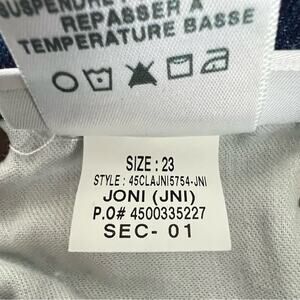 SUSPENDRE
REPASSER À
TEMPERATURE BASSE
SIZE : 23
STYLE : 45CLAJNI5754-JNI
JONI (JNI)
P.O# 4500335227
SEC- 01